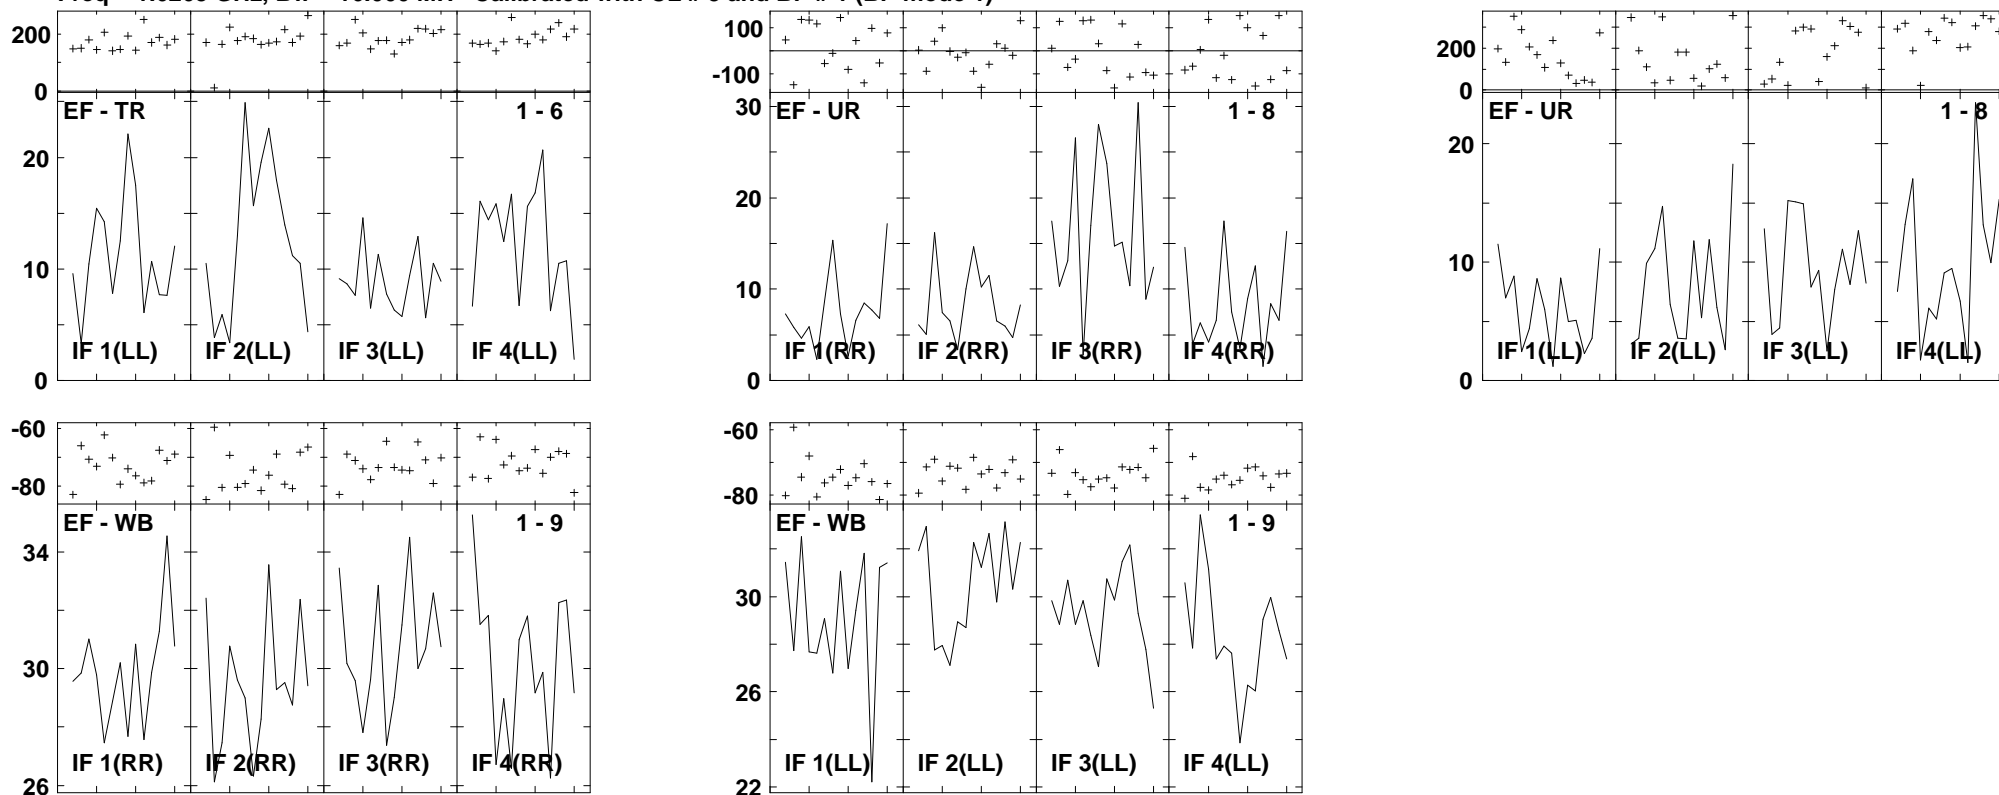 200
0
EF - TR
1 - 6
20
10
0
IF 1(LL)
IF 2(LL)
IF 3(LL)
IF 4(LL)
100
-100
30
EF - UR
1 - 8
20
10
0
IF 1(RR)
IF 2(RR)
IF 3(RR)
IF 4(RR)
200
0
EF - UR
1 - 8
20
10
0
IF 1(LL)
IF 2(LL)
IF 3(LL)
IF 4(LL)
-60
-80
EF - WB
1 - 9
34
30
26
IF 1(RR)
IF 2(RR)
IF 3(RR)
IF 4(RR)
-60
-80
EF - WB
1 - 9
30
26
22
IF 1(LL)
IF 2(LL)
IF 3(LL)
IF 4(LL)